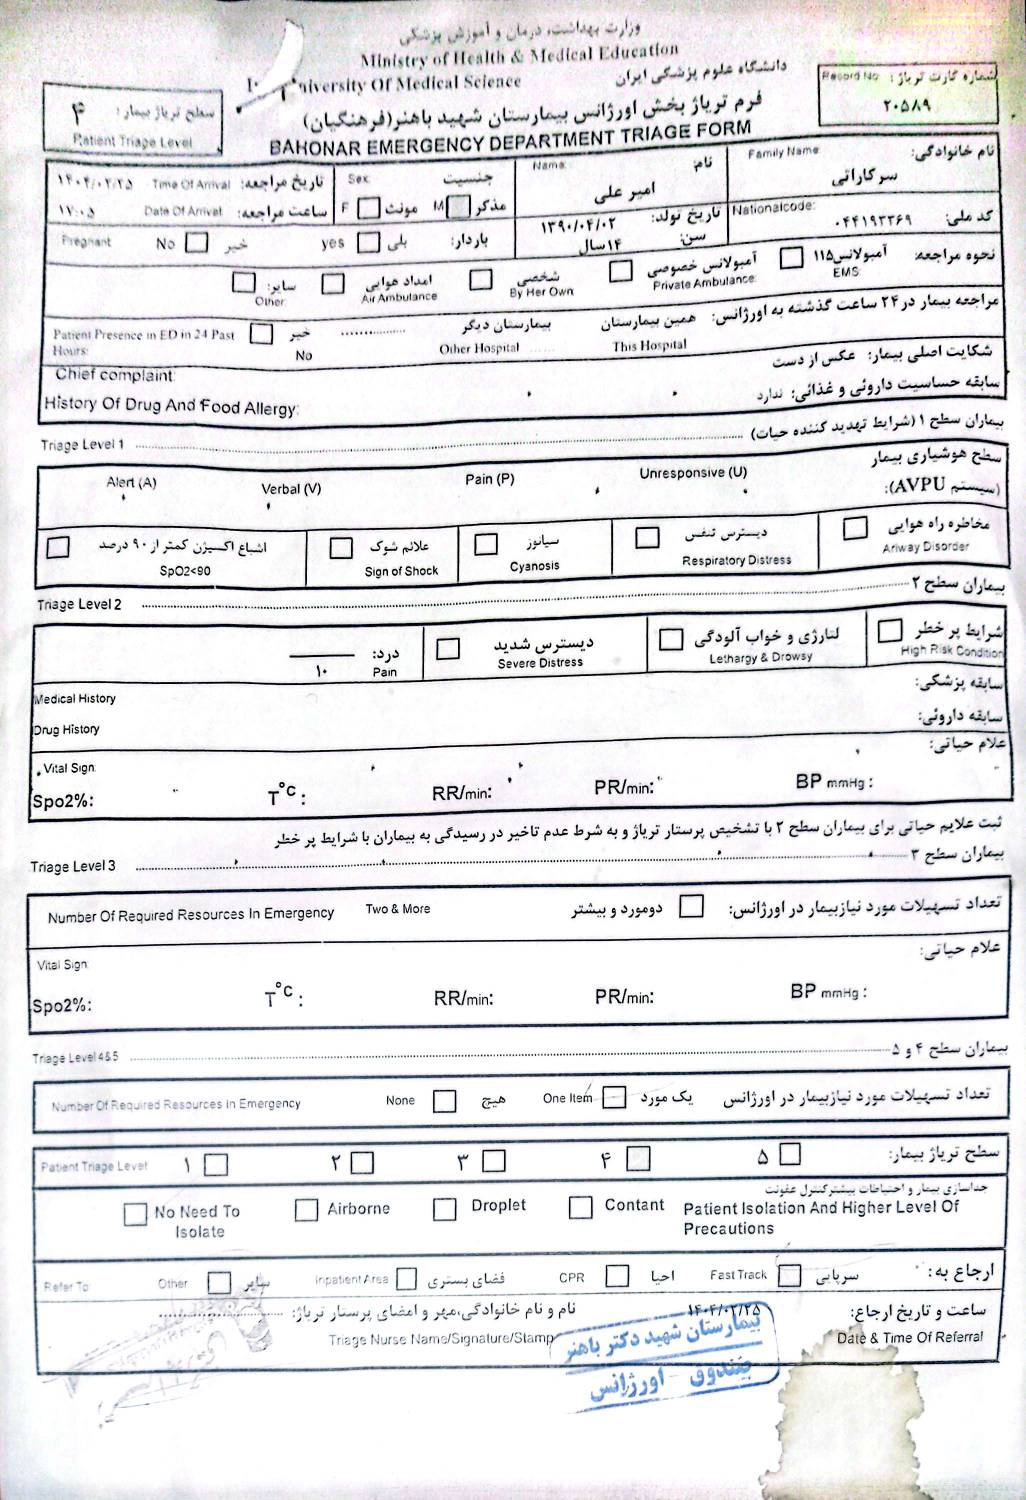 وزارت بهداشت، درمان و آموزش پزشکی
Ministry of Health & Medical Education
دانشگاه علوم پزشکی ایران
University Of Medical Science
شماره کارت تریاژ: Record No:
۲۰۵۸۹
سطح تریاژ بیمار: ۴
Patient Triage Level
فرم تریاژ بخش اورژانس بیمارستان شهید باهنر(فرهنگیان)
BAHONAR EMERGENCY DEPARTMENT TRIAGE FORM
نام خانوادگی: Family Name: سرکاراتی
نام: Name: امیر علی
جنسیت Sex: مذکر M مونث F
تاریخ مراجعه: Time Of Arrival ۱۴۰۴/۰۲/۲۵
ساعت مراجعه: Date Of Arrival ۱۷:۰۵
کد ملی: Nationalcode: ۰۴۴۱۹۳۳۶۹
تاریخ تولد: ۱۳۹۰/۰۴/۰۲
سن: ۱۴سال
باردار: بلی yes خیر No Pregnant
نحوه مراجعه: آمبولانس۱۱۵ EMS: آمبولانس خصوصی Private Ambulance: شخصی By Her Own امداد هوایی Air Ambulance سایر: Other:
مراجعه بیمار در ۲۴ ساعت گذشته به اورژانس: همین بیمارستان This Hospital بیمارستان دیگر Other Hospital ...... خیر No
Patient Presence in ED in 24 Past Hours:
شکایت اصلی بیمار: عکس از دست
Chief complaint:
سابقه حساسیت داروئی و غذائی: ندارد
History Of Drug And Food Allergy:
بیماران سطح ۱ (شرایط تهدید کننده حیات) Triage Level 1
سطح هوشیاری بیمار (سیستم AVPU): Unresponsive (U) Pain (P) Verbal (V) Alert (A)
مخاطره راه هوایی Ariway Disorder
دیسترس تنفس Respiratory Distress
سیانوز Cyanosis
علائم شوک Sign of Shock
اشباع اکسیژن کمتر از ۹۰ درصد SpO2<90
بیماران سطح ۲ Triage Level 2
شرایط پر خطر High Risk Condition
لتارژی و خواب آلودگی Lethargy & Drowsy
دیسترس شدید Severe Distress
درد: Pain ۱۰
سابقه پزشکی: Medical History
سابقه داروئی: Drug History
علام حیاتی: Vital Sign:
BP mmHg : PR/min: RR/min: T°C : Spo2%:
ثبت علایم حیاتی برای بیماران سطح ۲ با تشخیص پرستار تریاژ و به شرط عدم تاخیر در رسیدگی به بیماران با شرایط پر خطر
بیماران سطح ۳ Triage Level 3
تعداد تسهیلات مورد نیازبیمار در اورژانس: دومورد و بیشتر Two & More Number Of Required Resources In Emergency
علام حیاتی: Vital Sign:
BP mmHg : PR/min: RR/min: T°C : Spo2%:
بیماران سطح ۴ و ۵ Triage Level 4&5
تعداد تسهیلات مورد نیازبیمار در اورژانس یک مورد One Item هیچ None Number Of Required Resources In Emergency
سطح تریاژ بیمار: ۵ ۴ ۳ ۲ ۱ Patient Triage Level
جداسازی بیمار و احتیاطات بیشترکنترل عفونت
Patient Isolation And Higher Level Of Precautions Contant Droplet Airborne No Need To Isolate
ارجاع به: سرپایی Fast Track احیا CPR فضای بستری Inpatient Area سایر Other Refer To:
ساعت و تاریخ ارجاع: ۱۴۰۴/۰۲/۲۵ نام و نام خانوادگی،مهر و امضای پرستار تریاژ:
Date & Time Of Referral Triage Nurse Name/Signature/Stamp
بیمارستان شهید دکتر باهنر
صندوق - اورژانس